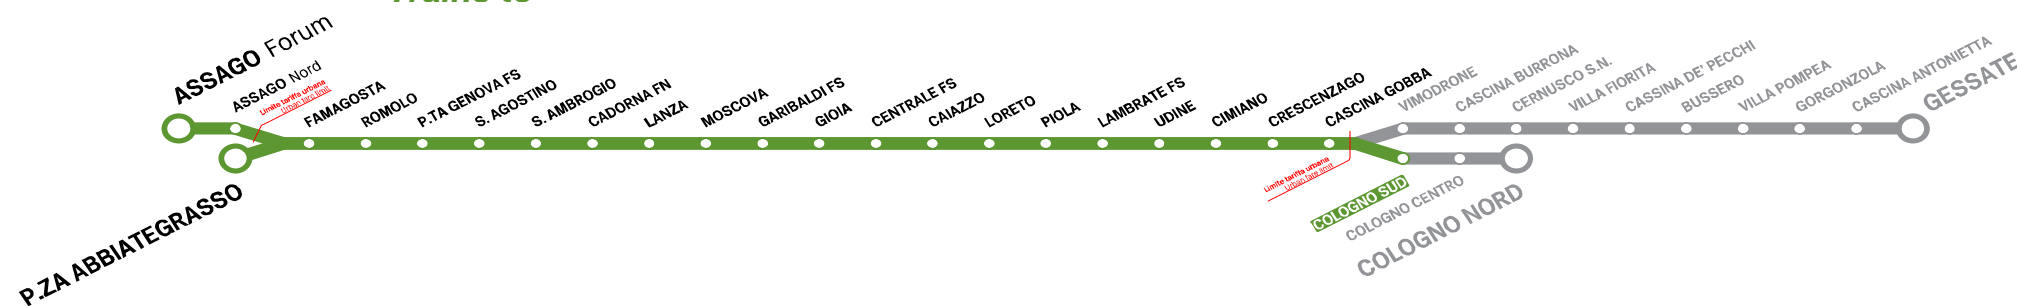 Trains to
ASSAGO Forum
ASSAGO Nord
Limite tariffa urbana
Urban fare limit
FAMAGOSTA
ROMOLO
P.TA GENOVA FS
S. AGOSTINO
S. AMBROGIO
CADORNA FN
LANZA
MOSCOVA
GARIBALDI FS
GIOIA
CENTRALE FS
CAIAZZO
LORETO
PIOLA
LAMBRATE FS
UDINE
CIMIANO
CRESCENZAGO
CASCINA GOBBA
VIMODRONE
CASCINA BURRONA
CERNUSCO S.N.
VILLA FIORITA
CASSINA DE' PECCHI
BUSSERO
VILLA POMPEA
GORGONZOLA
CASCINA ANTONIETTA
GESSATE
P.ZA ABBIATEGRASSO
Limite tariffa urbana
Urban fare limit
COLOGNO SUD
COLOGNO CENTRO
COLOGNO NORD